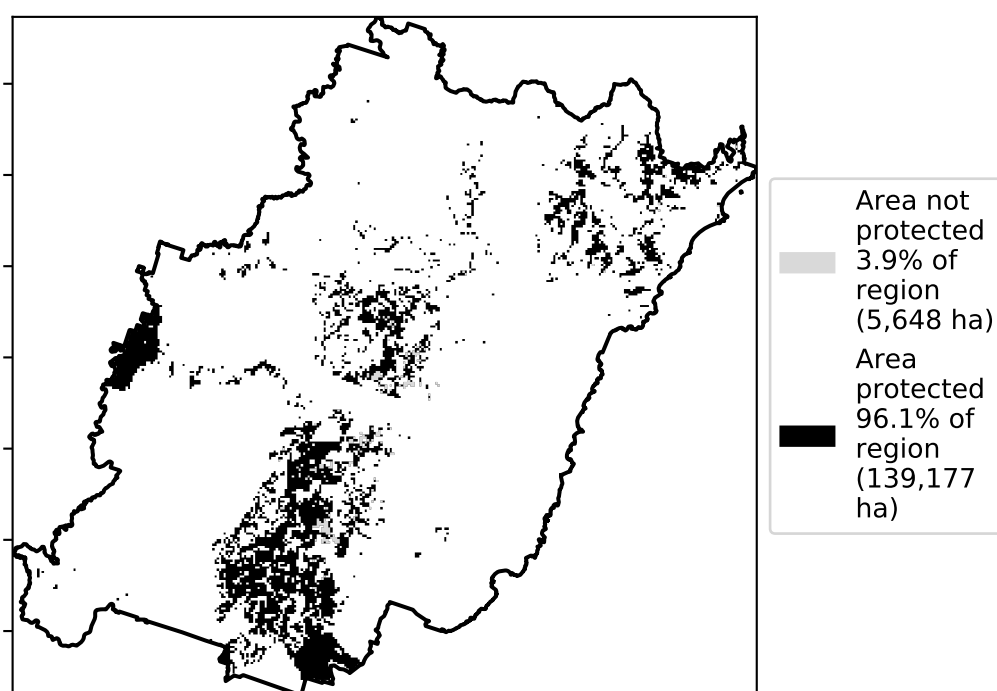 Area not
protected
3.9% of
region
(5,648 ha)
Area
protected
96.1% of
region
(139,177
ha)